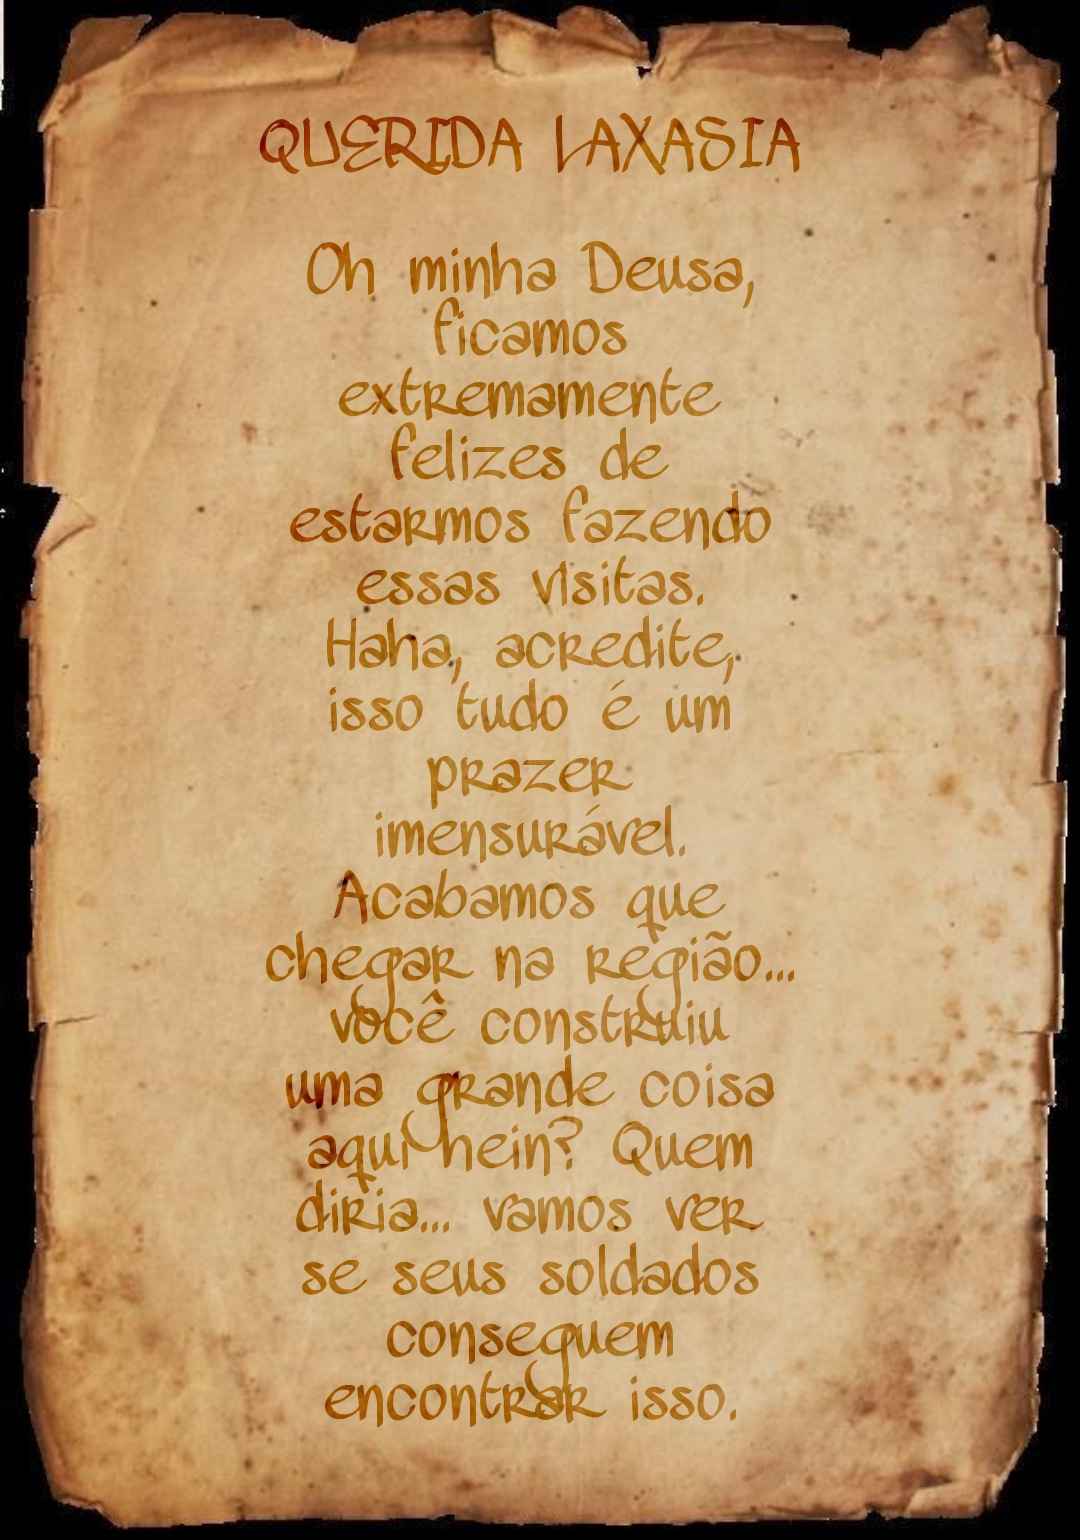 QUERIDA LAXASIA
Oh minha Deusa,
ficamos
extremamente
felizes de
estarmos fazendo
essas visitas.
Haha, acredite,
isso tudo é um
prazer
imensurável.
Acabamos que
chegar na região...
você construiu
uma grande coisa
aqui hein? Quem
diria... vamos ver
se seus soldados
conseguem
encontrar isso.